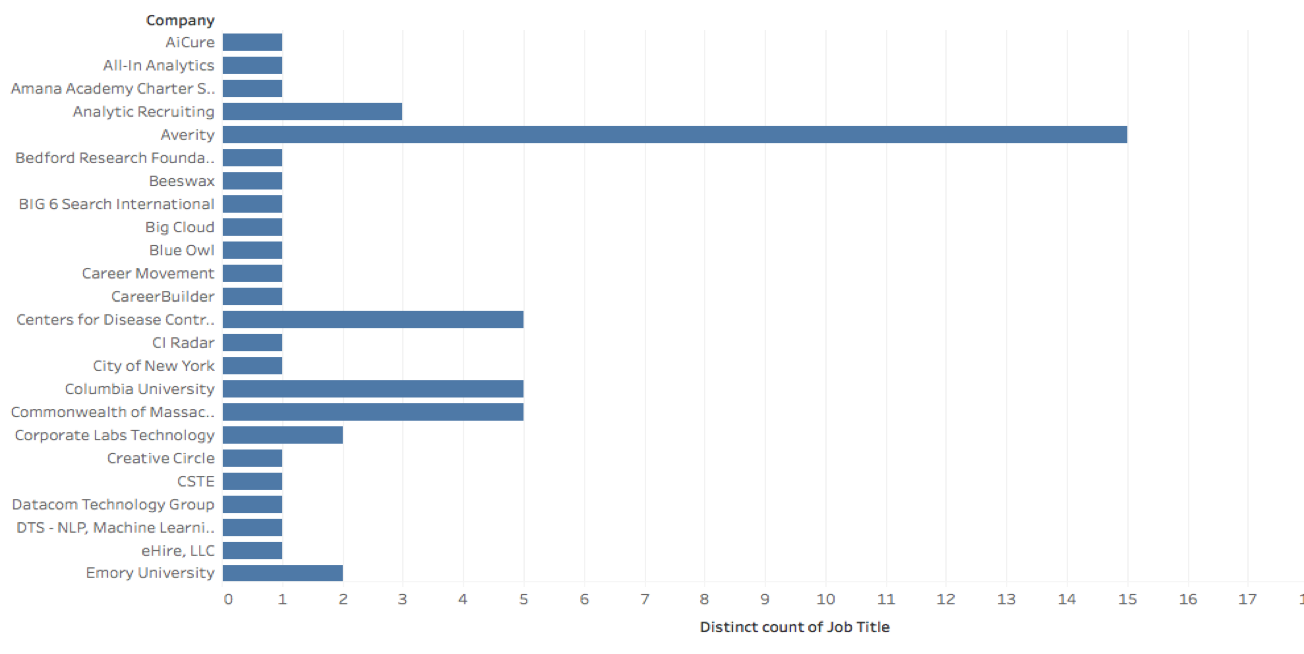 Company
AiCure
All-In Analytics
Amana Academy Charter S..
Analytic Recruiting
Averity
Bedford Research Founda..
Beeswax
BIG 6 Search International
Big Cloud
Blue Owl
Career Movement
CareerBuilder
Centers for Disease Contr..
CI Radar
City of New York
Columbia University
Commonwealth of Massac..
Corporate Labs Technology
Creative Circle
CSTE
Datacom Technology Group
DTS - NLP, Machine Learni..
eHire, LLC
Emory University
0 1 2 3 4 5 6 7 8 9 10 11 12 13 14 15 16 17
Distinct count of Job Title